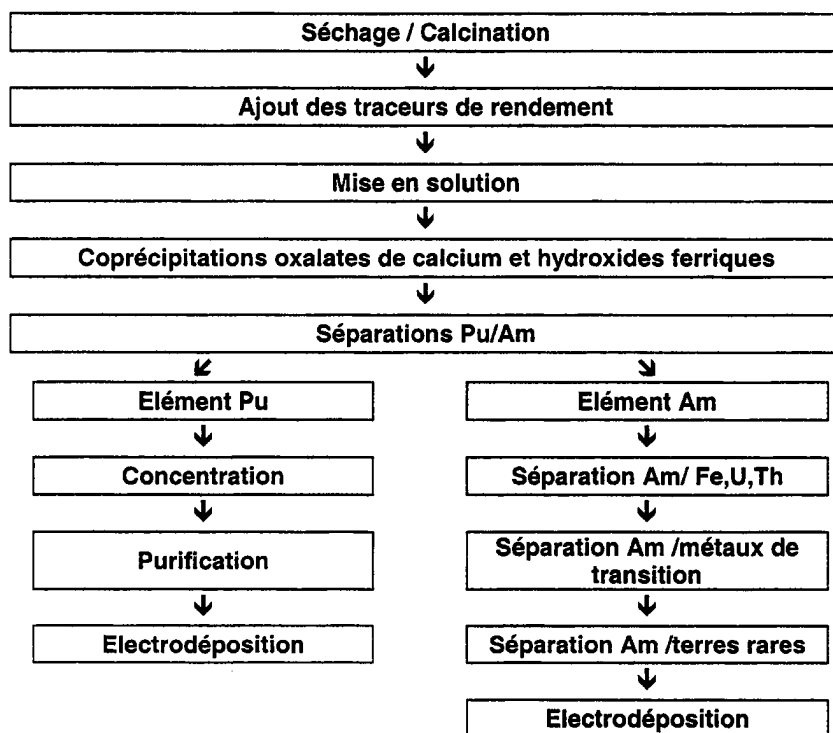 Séchage / Calcination
Ajout des traceurs de rendement
Mise en solution
Coprécipitations oxalates de calcium et hydroxides ferriques
Séparations Pu/Am
Elément Pu
Concentration
Purification
Electrodéposition
Elément Am
Séparation Am/ Fe,U,Th
Séparation Am /métaux de
transition
Séparation Am /terres rares
Electrodéposition